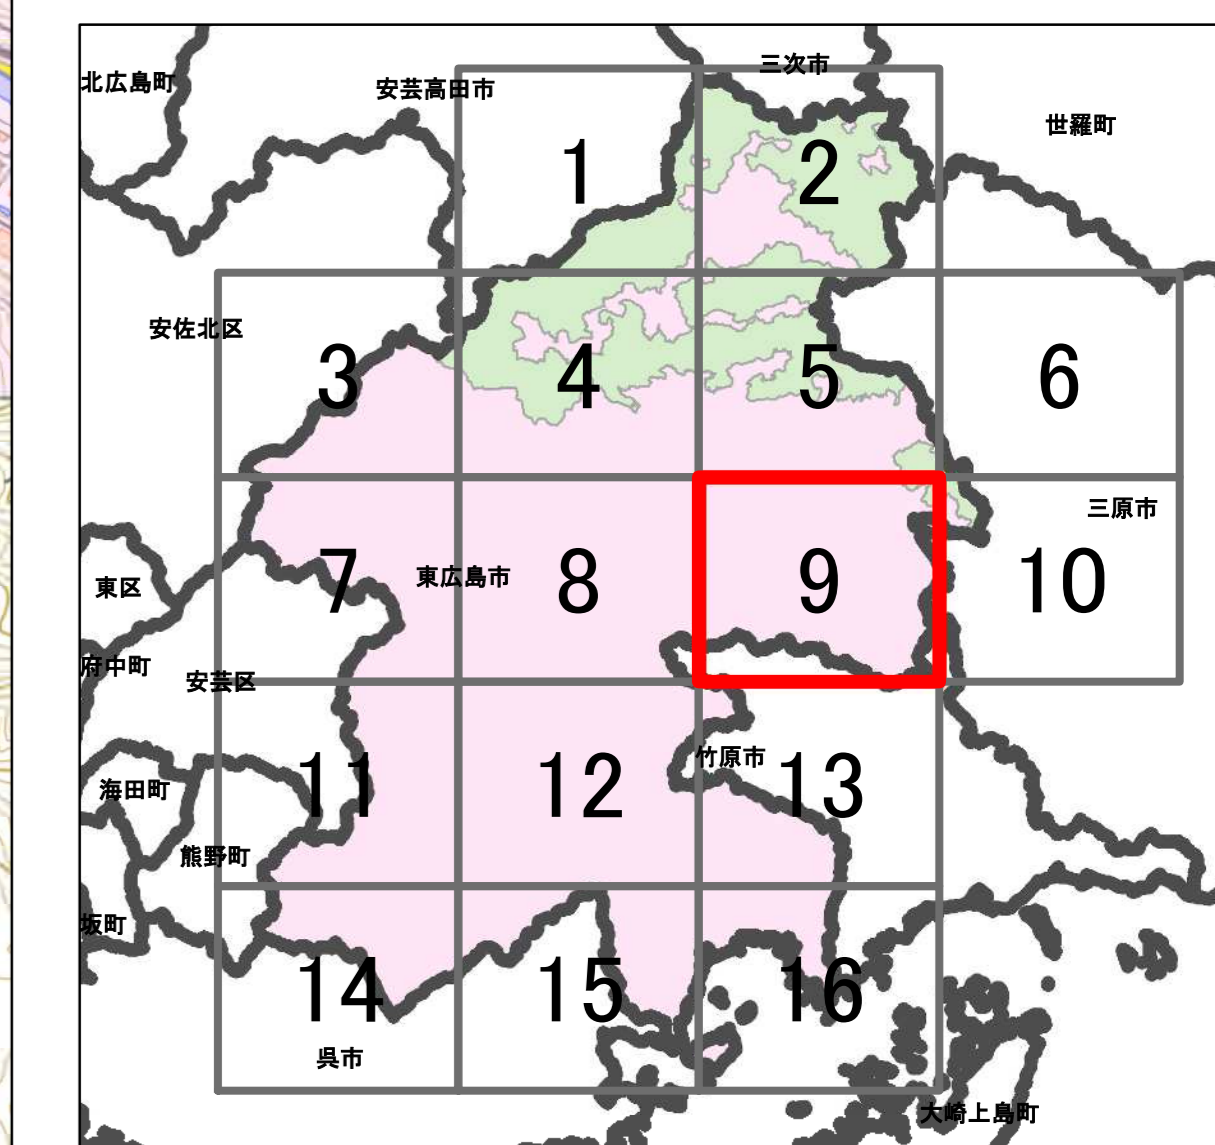 三次市
北広島町
安芸高田市
世羅町
1
2
安佐北区
3
4
5
6
三原市
東広島市
東区
7
8
9
10
府中町
安芸区
竹原市
海田町
11
12
13
熊野町
坂町
14
15
16
呉市
大崎上島町